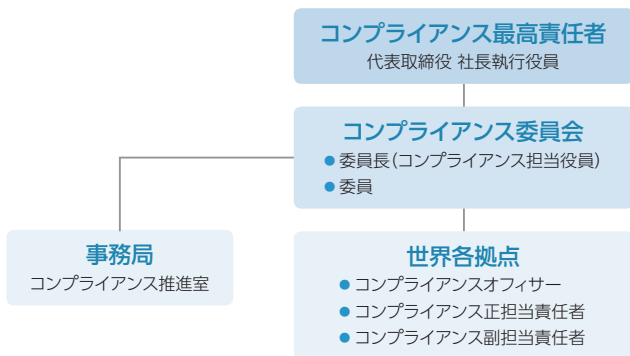 コンプライアンス最高責任者
代表取締役 社長執行役員
コンプライアンス委員会
● 委員長（コンプライアンス担当役員）
● 委員
事務局
コンプライアンス推進室
世界各拠点
● コンプライアンスオフィサー
● コンプライアンス正担当責任者
● コンプライアンス副担当責任者